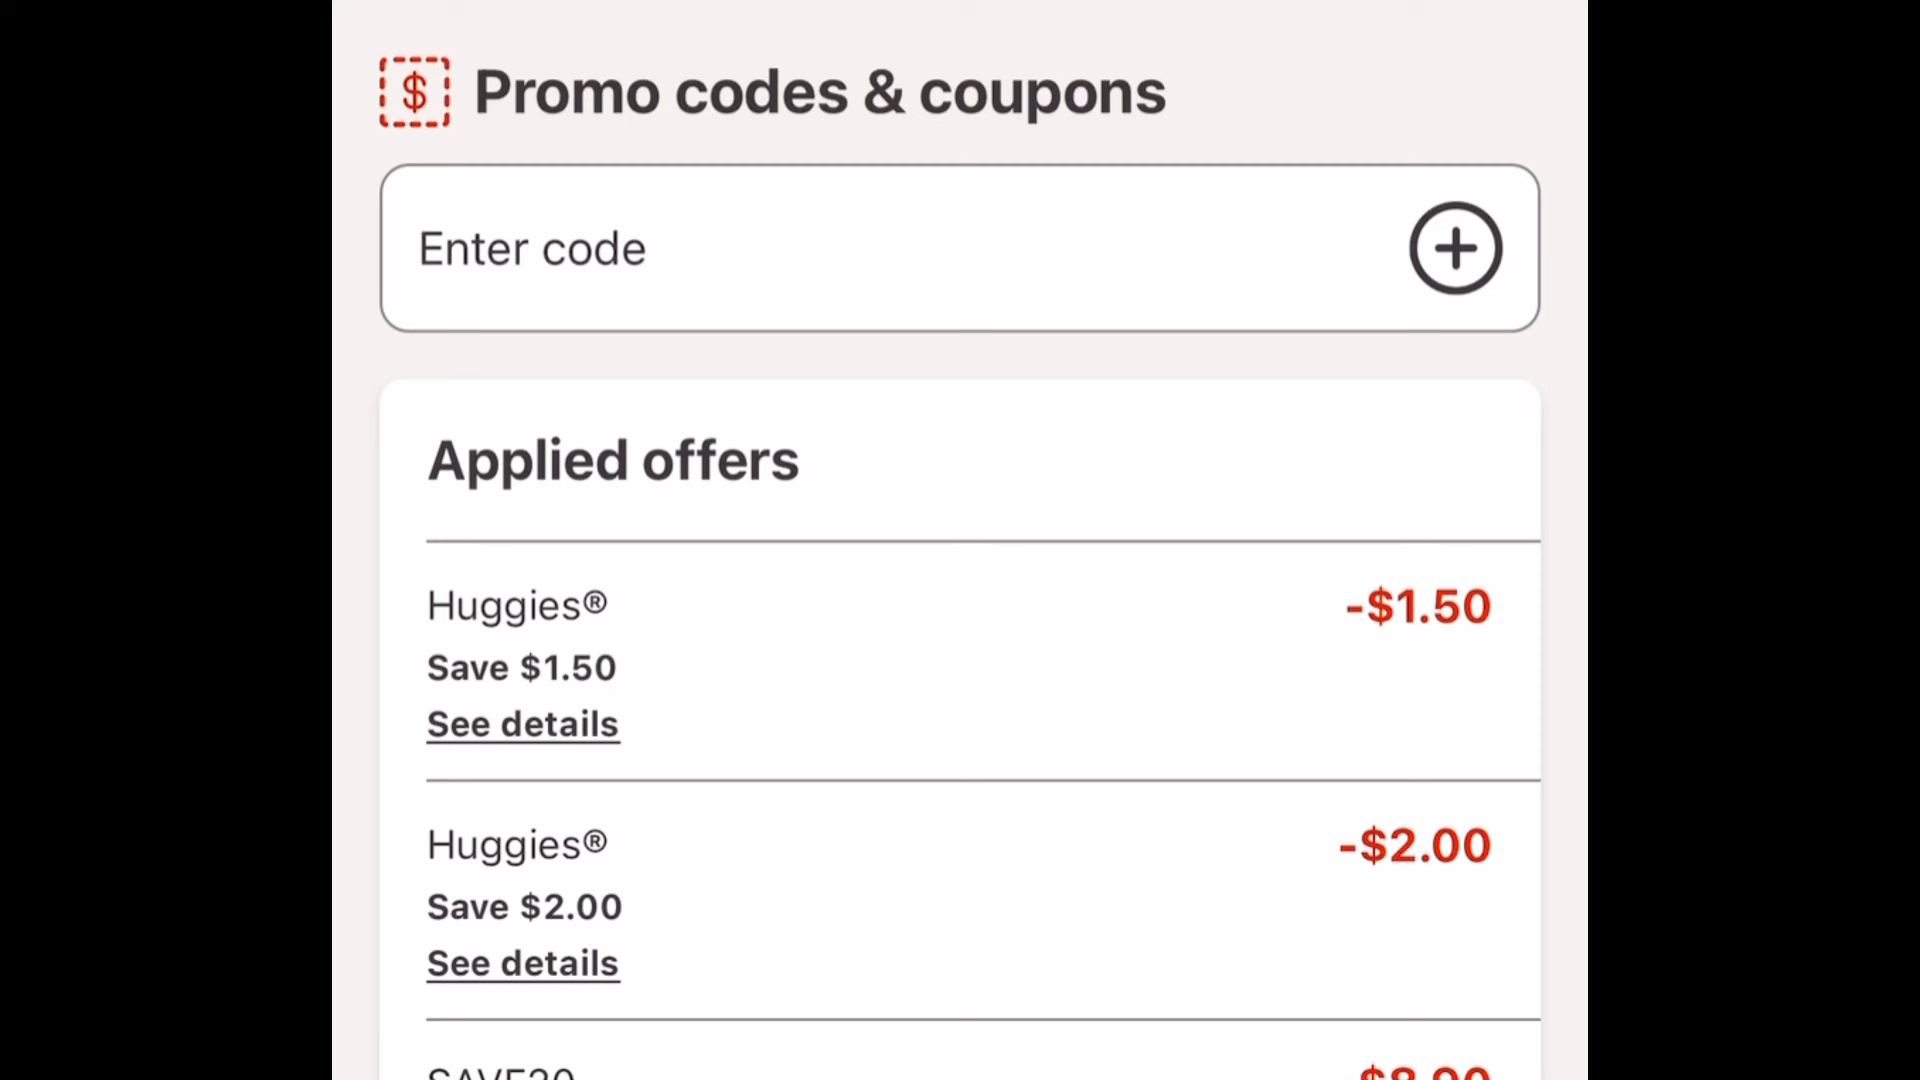 $ Promo codes & coupons
Enter code
Applied offers
Huggies® -$1.50
Save $1.50
See details
Huggies® -$2.00
Save $2.00
See details